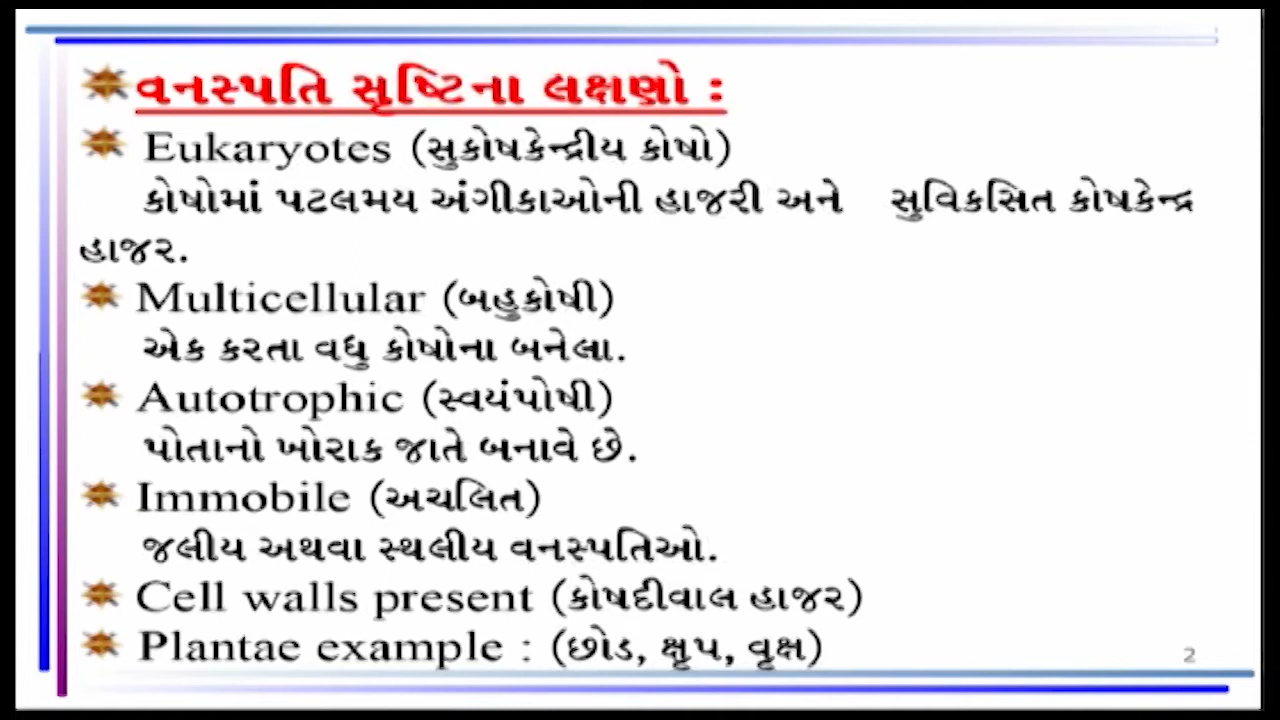 વનસ્પતિ સૃષ્ટિના લક્ષણો :
Eukaryotes (સુકોષકેન્દ્રીય કોષો)
કોષોમાં પટલમય અંગીકાઓની હાજરી અને સુવિકસિત કોષકેન્દ્ર
હાજર.
Multicellular (બહુકોષી)
એક કરતા વધુ કોષોના બનેલા.
Autotrophic (સ્વયંપોષી)
પોતાનો ખોરાક જાતે બનાવે છે.
Immobile (અચલિત)
જલીય અથવા સ્થલીય વનસ્પતિઓ.
Cell walls present (કોષદીવાલ હાજર)
Plantae example : (છોડ, ક્ષૃપ, વૃક્ષ)
2